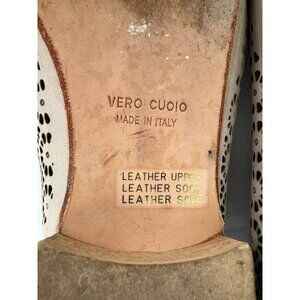 VERO CUOIO
MADE IN ITALY
LEATHER UPPER
LEATHER SOCK
LEATHER SOLE